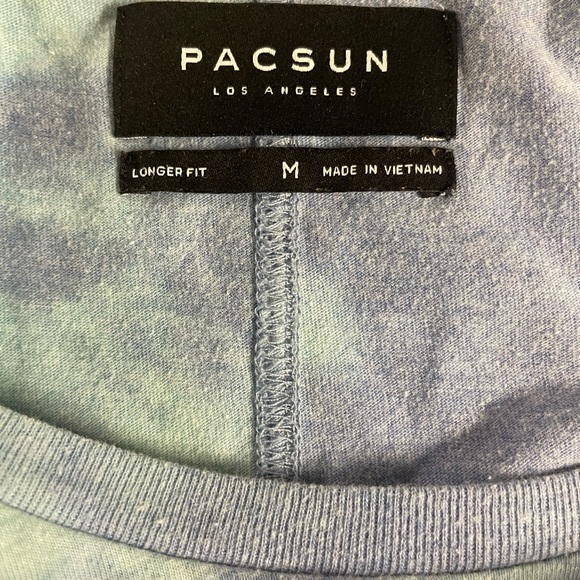 PACSUN
LOS ANGELES
LONGER FIT M MADE IN VIETNAM